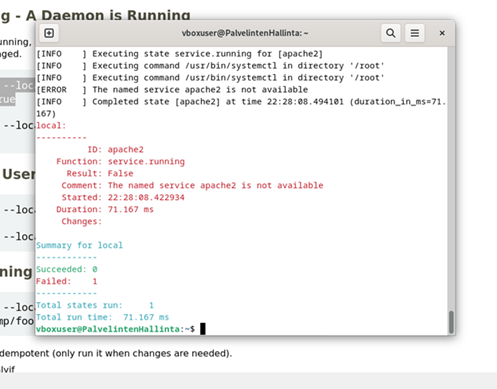 g - A Daemon is Running
vboxuser@PalvelintenHallinta: ~
unning,
ged.
--loc
rue
--loc
User
--loca
--loca
ning
--loca
mp/foo
[INFO    ] Executing state service.running for [apache2]
[INFO    ] Executing command /usr/bin/systemctl in directory '/root'
[INFO    ] Executing command /usr/bin/systemctl in directory '/root'
[ERROR   ] The named service apache2 is not available
[INFO    ] Completed state [apache2] at time 22:28:08.494101 (duration_in_ms=71.
167)
local:
----------
ID: apache2
Function: service.running
Result: False
Comment: The named service apache2 is not available
Started: 22:28:08.422934
Duration: 71.167 ms
Changes:
Summary for local
------------
Succeeded: 0
Failed:    1
------------
Total states run:     1
Total run time:  71.167 ms
vboxuser@PalvelintenHallinta:~$
dempotent (only run it when changes are needed).